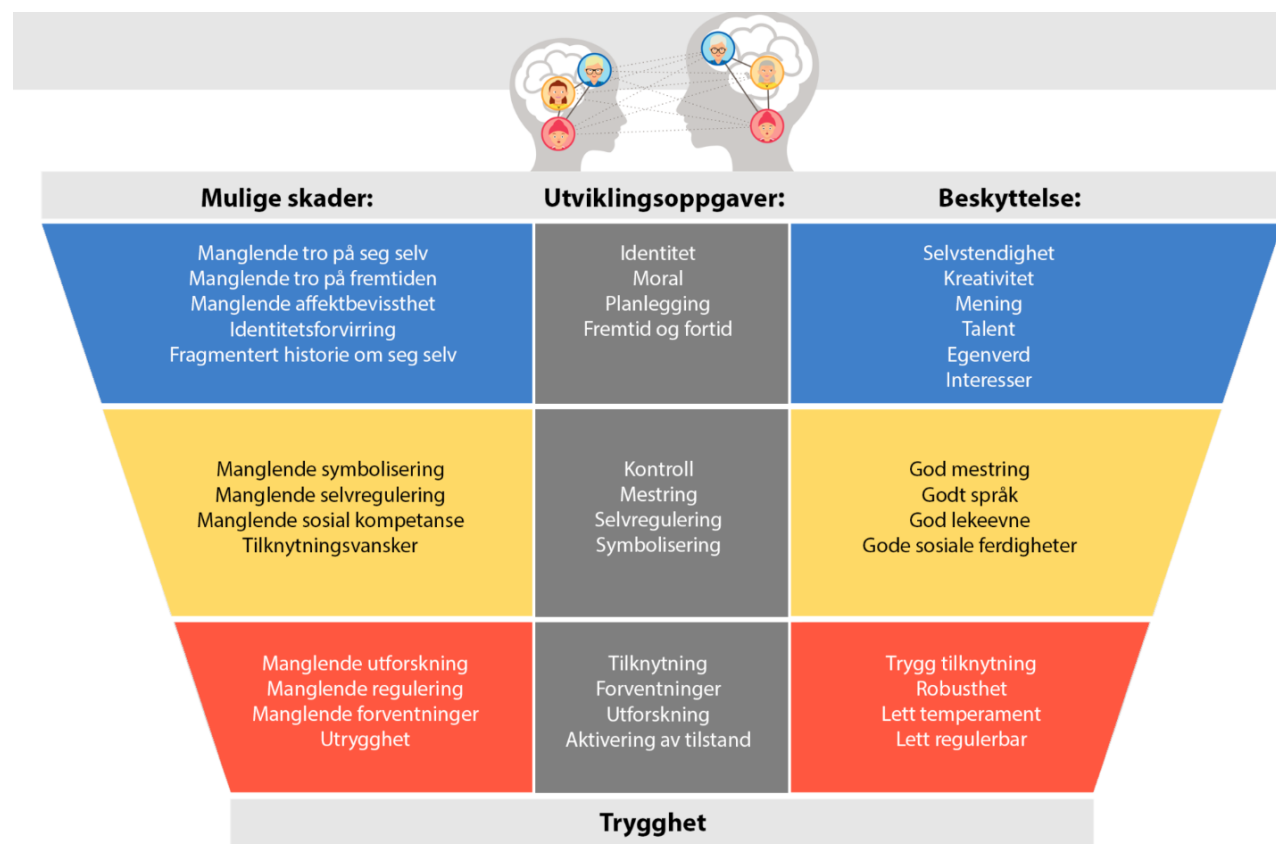 Mulige skader:
Utviklingsoppgaver:
Beskyttelse:
Manglende tro på seg selv
Manglende tro på fremtiden
Manglende affektbevissthet
Identitetsforvirring
Fragmentert historie om seg selv
Identitet
Moral
Planlegging
Fremtid og fortid
Selvstendighet
Kreativitet
Mening
Talent
Egenverd
Interesser
Manglende symbolisering
Manglende selvregulering
Manglende sosial kompetanse
Tilknytningsvansker
Kontroll
Mestring
Selvregulering
Symbolisering
God mestring
Godt språk
God lekeevne
Gode sosiale ferdigheter
Manglende utforskning
Manglende regulering
Manglende forventninger
Utrygghet
Tilknytning
Forventninger
Utforskning
Aktivering av tilstand
Trygg tilknytning
Robusthet
Lett temperament
Lett regulerbar
Trygghet